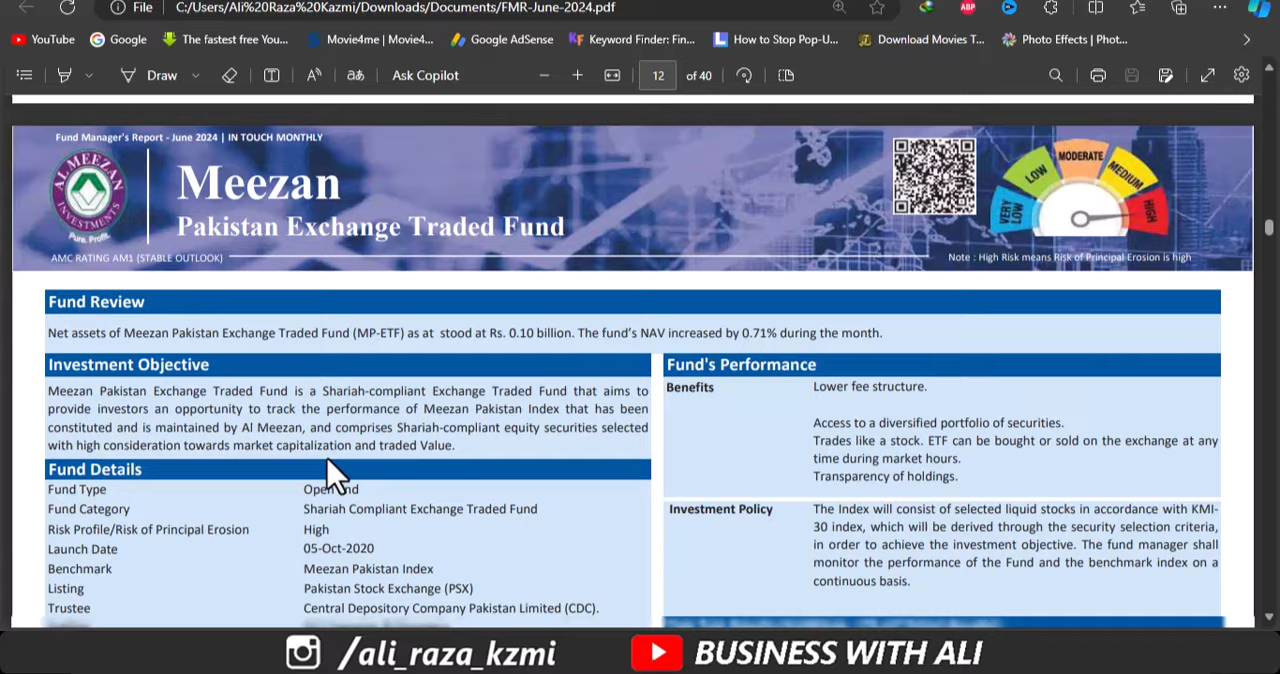 File
C:/Users/Ali%20Raza%20Kazmi/Downloads/Documents/FMR-June-2024.pdf
ABP
YouTube
Google
The fastest free You...
Movie4me | Movie4...
Google AdSense
Keyword Finder: Fin...
How to Stop Pop-U...
Download Movies T...
Photo Effects | Phot...
Draw
Ask Copilot
12 of 40
Fund Manager's Report - June 2024 | IN TOUCH MONTHLY
AL MEEZAN
INVESTMENTS
Pure. Profit.
Meezan
Pakistan Exchange Traded Fund
AMC RATING AM1 (STABLE OUTLOOK)
VERY LOW
LOW
MODERATE
MEDIUM
HIGH
Note : High Risk means Risk of Principal Erosion is high
Fund Review
Net assets of Meezan Pakistan Exchange Traded Fund (MP-ETF) as at stood at Rs. 0.10 billion. The fund's NAV increased by 0.71% during the month.
Investment Objective
Meezan Pakistan Exchange Traded Fund is a Shariah-compliant Exchange Traded Fund that aims to
provide investors an opportunity to track the performance of Meezan Pakistan Index that has been
constituted and is maintained by Al Meezan, and comprises Shariah-compliant equity securities selected
with high consideration towards market capitalization and traded Value.
Fund Details
Fund Type
Fund Category Shariah Compliant Exchange Traded Fund
Risk Profile/Risk of Principal Erosion High
Launch Date 05-Oct-2020
Benchmark Meezan Pakistan Index
Listing Pakistan Stock Exchange (PSX)
Trustee Central Depository Company Pakistan Limited (CDC).
Fund's Performance
Benefits Lower fee structure.
Access to a diversified portfolio of securities.
Trades like a stock. ETF can be bought or sold on the exchange at any
time during market hours.
Transparency of holdings.
Investment Policy The Index will consist of selected liquid stocks in accordance with KMI-
30 index, which will be derived through the security selection criteria,
in order to achieve the investment objective. The fund manager shall
monitor the performance of the Fund and the benchmark index on a
continuous basis.
/ali_raza_kzmi
BUSINESS WITH ALI